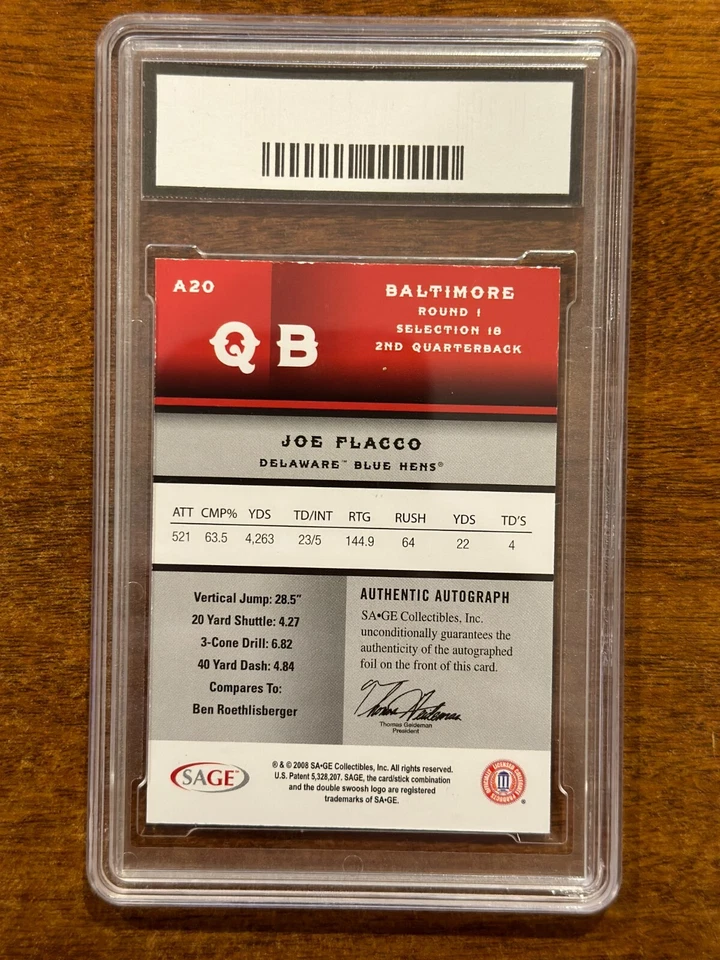 A20
QB
BALTIMORE
ROUND 1
SELECTION 18
2ND QUARTERBACK
JOE FLACCO
DELAWARE™ BLUE HENS®
ATT CMP% YDS TD/INT RTG RUSH YDS TD'S
521 63.5 4,263 23/5 144.9 64 22 4
Vertical Jump: 28.5"
20 Yard Shuttle: 4.27
3-Cone Drill: 6.82
40 Yard Dash: 4.84
Compares To:
Ben Roethlisberger
AUTHENTIC AUTOGRAPH
SA•GE Collectibles, Inc.
unconditionally guarantees the
authenticity of the autographed
foil on the front of this card.
Thomas Gaideman
President
SAGE
® & © 2008 SA•GE Collectibles, Inc. All rights reserved.
U.S. Patent 5,328,207. SAGE, the card/stick combination
and the double swoosh logo are registered
trademarks of SA•GE.
OFFICIALLY LICENSED COLLEGIATE PRODUCTS
®